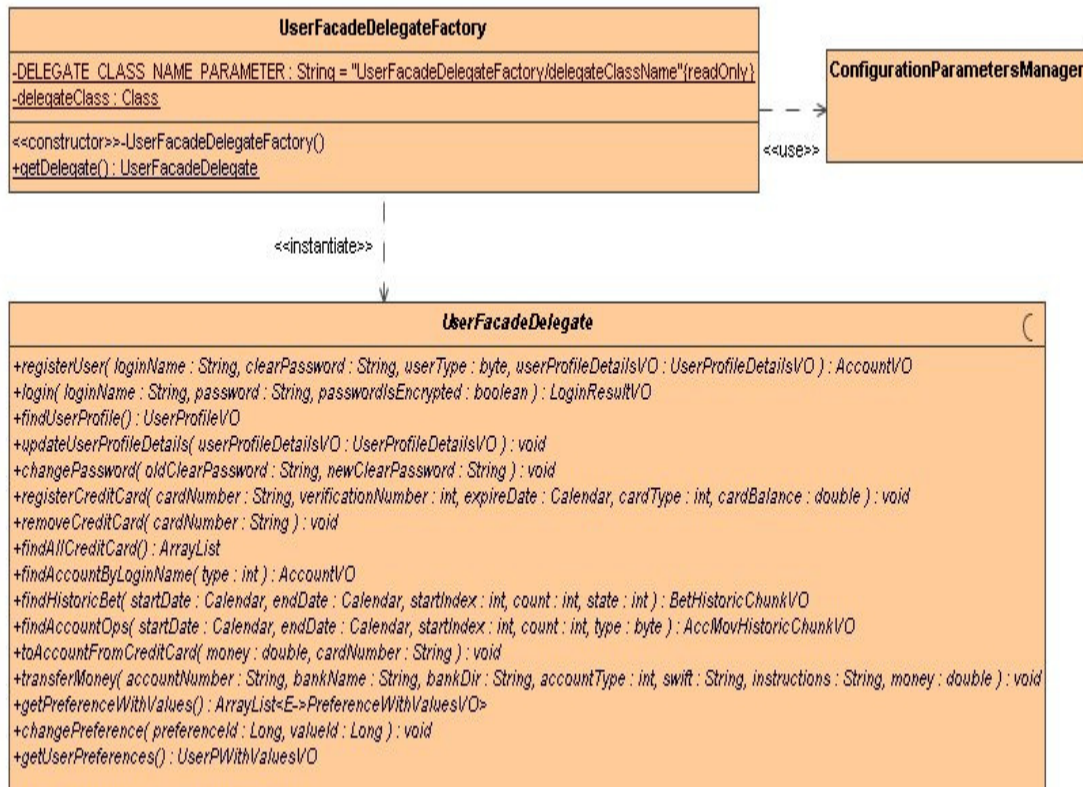 UserFacadeDelegateFactory
-DELEGATE_CLASS_NAME_PARAMETER : String = "UserFacadeDelegateFactory/delegateClassName"{readOnly}
-delegateClass : Class
<<constructor>>-UserFacadeDelegateFactory()
+getDelegate() : UserFacadeDelegate
ConfigurationParametersManager
<<use>>
<<instantiate>>
UserFacadeDelegate
+registerUser( loginName : String, clearPassword : String, userType : byte, userProfileDetailsVO : UserProfileDetailsVO ) : AccountVO
+login( loginName : String, password : String, passwordIsEncrypted : boolean ) : LoginResultVO
+findUserProfile() : UserProfileVO
+updateUserProfileDetails( userProfileDetailsVO : UserProfileDetailsVO ) : void
+changePassword( oldClearPassword : String, newClearPassword : String ) : void
+registerCreditCard( cardNumber : String, verificationNumber : int, expireDate : Calendar, cardType : int, cardBalance : double ) : void
+removeCreditCard( cardNumber : String ) : void
+findAllCreditCard() : ArrayList
+findAccountByLoginName( type : int ) : AccountVO
+findHistoricBet( startDate : Calendar, endDate : Calendar, startIndex : int, count : int, state : int ) : BetHistoricChunkVO
+findAccountOps( startDate : Calendar, endDate : Calendar, startIndex : int, count : int, type : byte ) : AccMovHistoricChunkVO
+toAccountFromCreditCard( money : double, cardNumber : String ) : void
+transferMoney( accountNumber : String, bankName : String, bankDir : String, accountType : int, swift : String, instructions : String, money : double ) : void
+getPreferenceWithValues() : ArrayList<E->PreferenceWithValuesVO>
+changePreference( preferenceId : Long, valueId : Long ) : void
+getUserPreferences() : UserPWithValuesVO